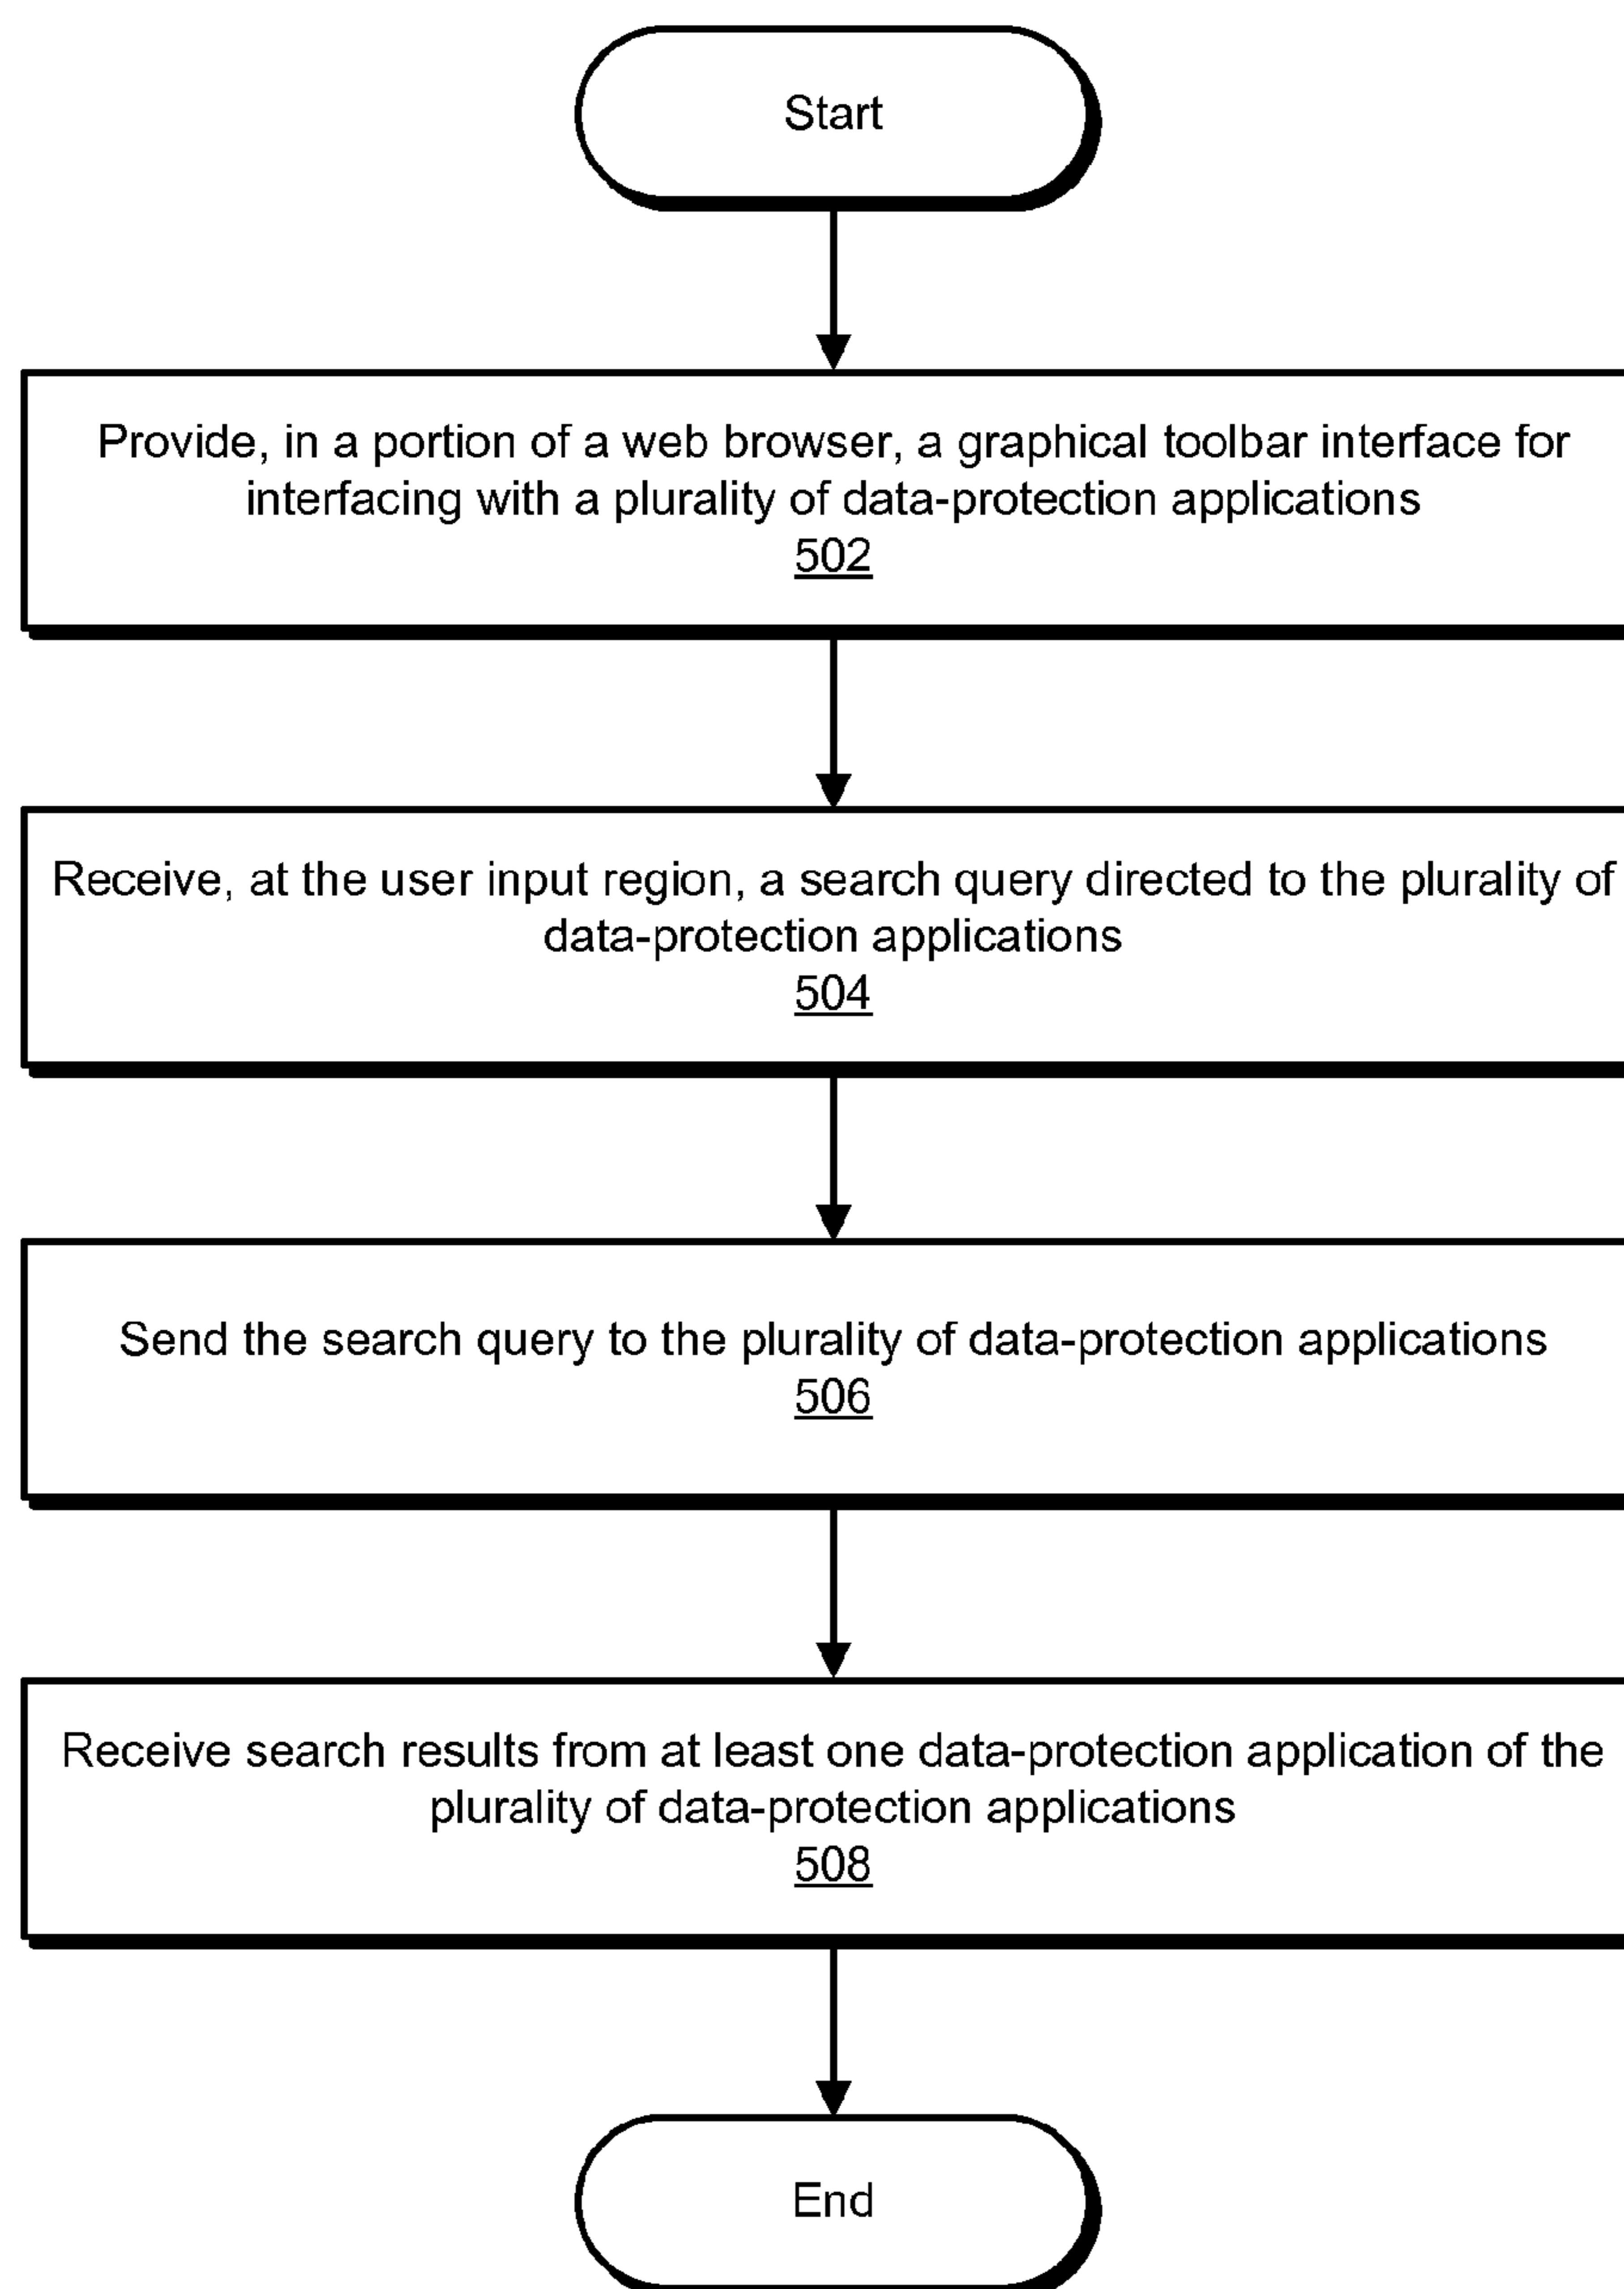 Start
Provide, in a portion of a web browser, a graphical toolbar interface for
interfacing with a plurality of data-protection applications
502
Receive, at the user input region, a search query directed to the plurality of
data-protection applications
504
Send the search query to the plurality of data-protection applications
506
Receive search results from at least one data-protection application of the
plurality of data-protection applications
508
End